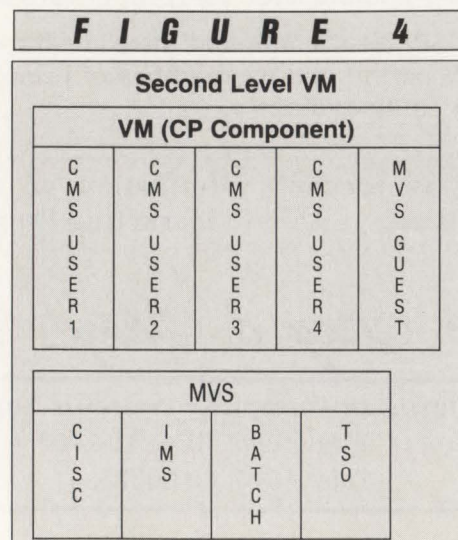 FIGURE 4
Second Level VM
VM (CP Component)
CMS USER 1
CMS USER 2
CMS USER 3
CMS USER 4
MVS GUEST
MVS
CISC
IMS
BATCH
TSO